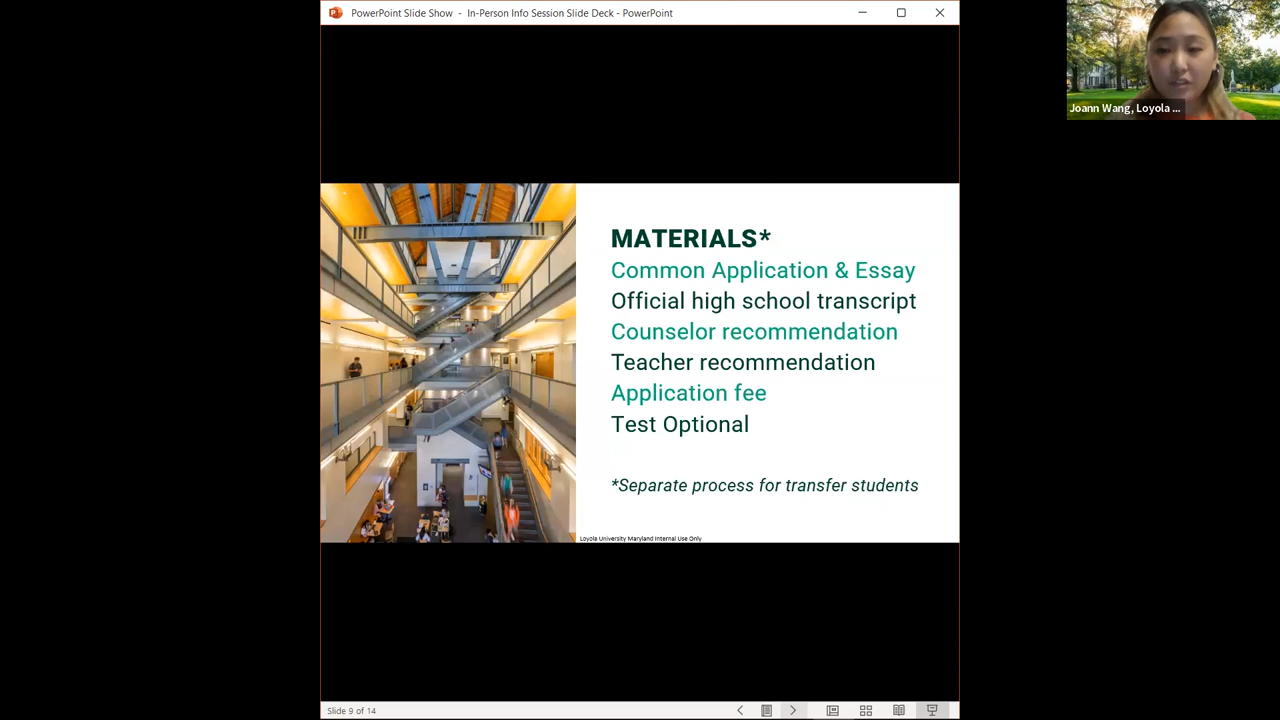 PowerPoint Slide Show - In-Person Info Session Slide Deck - PowerPoint
Joann Wang, Loyola ...
MATERIALS*
Common Application & Essay
Official high school transcript
Counselor recommendation
Teacher recommendation
Application fee
Test Optional
*Separate process for transfer students
Loyola University Maryland Internal Use Only
Slide 9 of 14